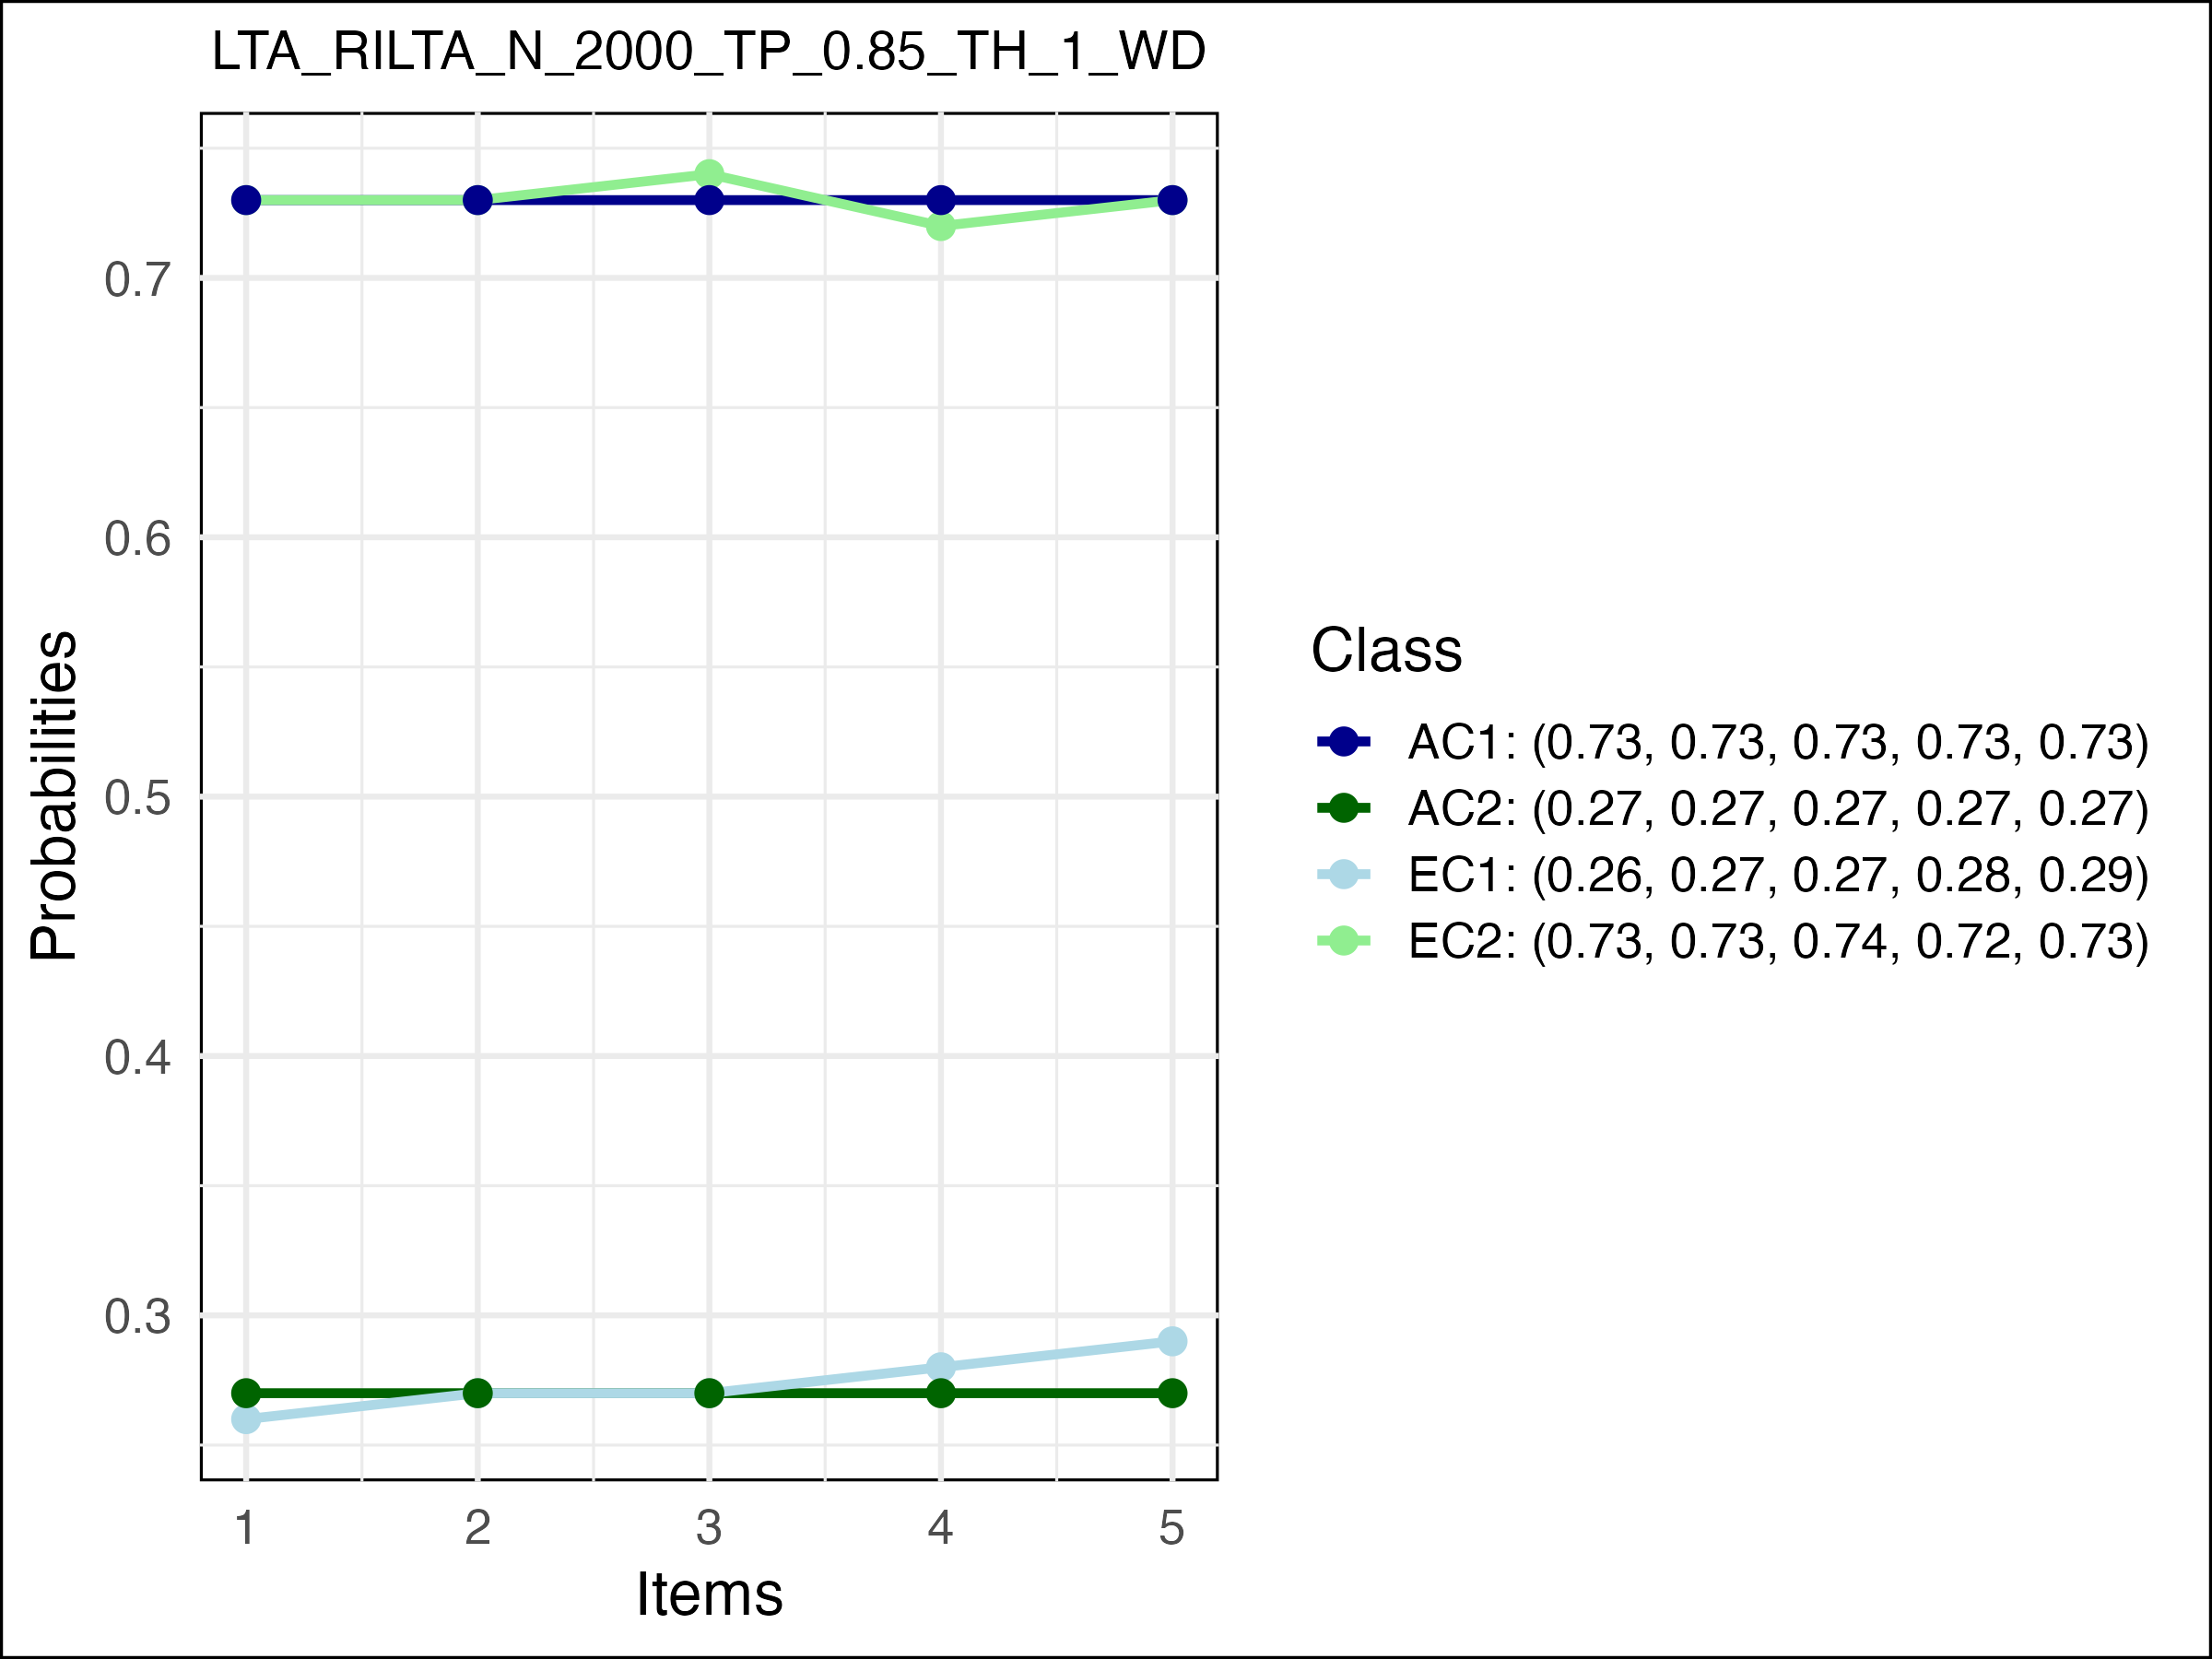 LTA_RILTA_N_2000_TP_0.85_TH_1_WD
Probabilities
0.7
0.6
0.5
0.4
0.3
1 2 3 4 5
Items
Class
AC1: (0.73, 0.73, 0.73, 0.73, 0.73)
AC2: (0.27, 0.27, 0.27, 0.27, 0.27)
EC1: (0.26, 0.27, 0.27, 0.28, 0.29)
EC2: (0.73, 0.73, 0.74, 0.72, 0.73)